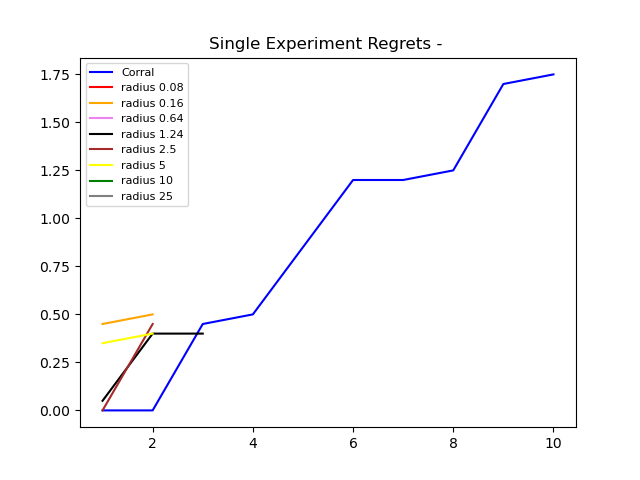 Single Experiment Regrets -
Corral
radius 0.08
radius 0.16
radius 0.64
radius 1.24
radius 2.5
radius 5
radius 10
radius 25
1.75
1.50
1.25
1.00
0.75
0.50
0.25
0.00
2 4 6 8 10